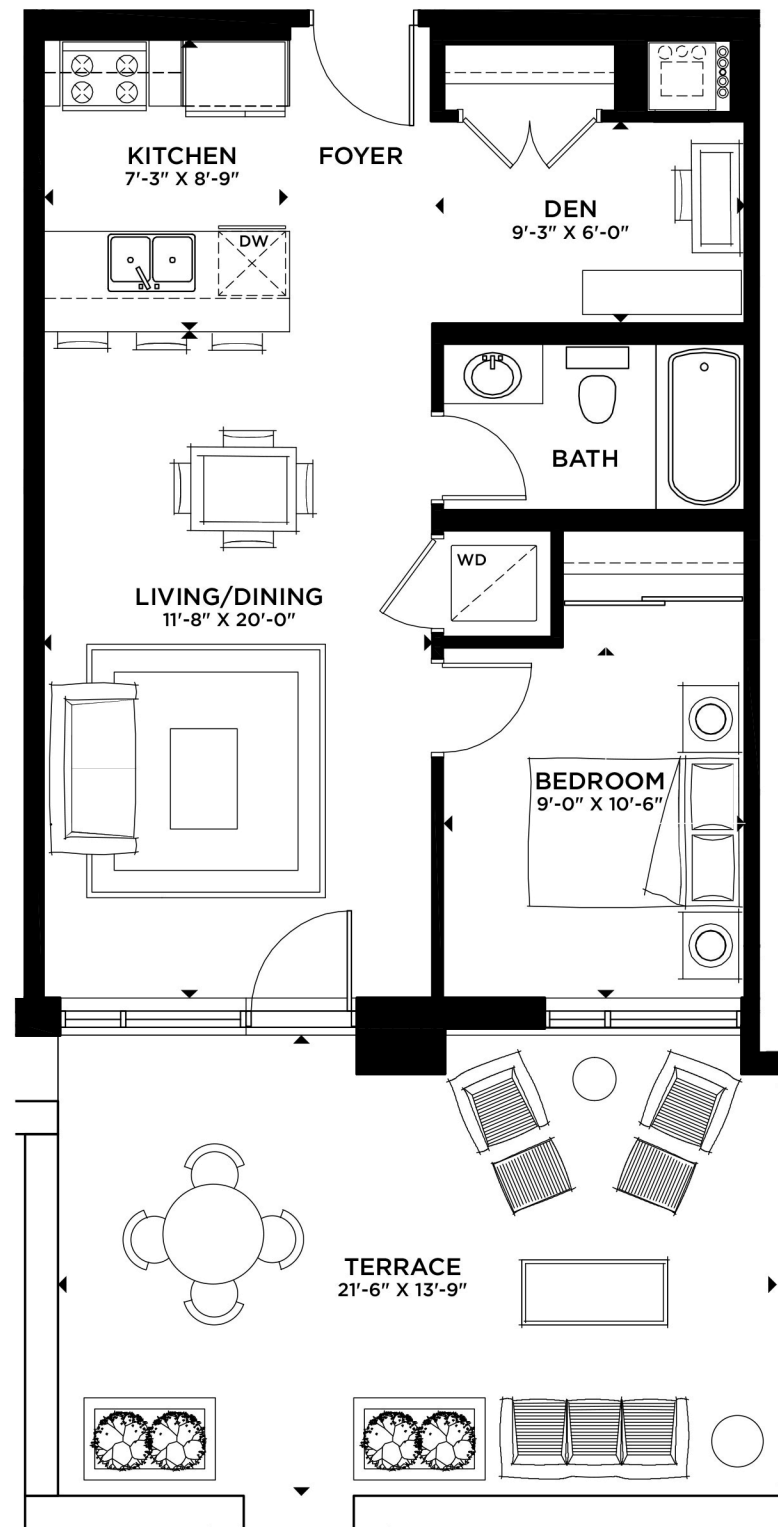 KITCHEN
7'-3" X 8'-9"
FOYER
DEN
9'-3" X 6'-0"
DW
BATH
WD
LIVING/DINING
11'-8" X 20'-0"
BEDROOM
9'-0" X 10'-6"
TERRACE
21'-6" X 13'-9"